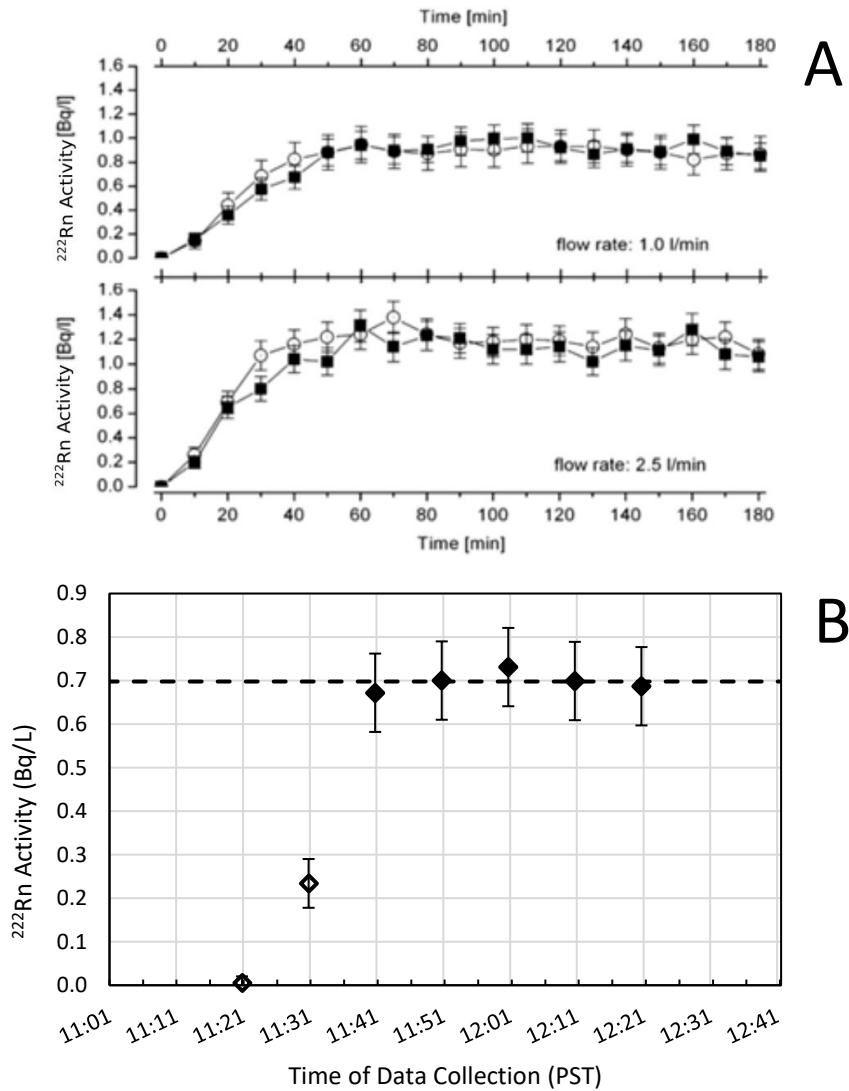 Time [min]
A
0 20 40 60 80 100 120 140 160 180
1.6
1.4
1.2
1.0
0.8
0.6
0.4
0.2
0.0
²²²Rn Activity [Bq/l]
flow rate: 1.0 l/min
1.6
1.4
1.2
1.0
0.8
0.6
0.4
0.2
0.0
²²²Rn Activity [Bq/l]
flow rate: 2.5 l/min
0 20 40 60 80 100 120 140 160 180
Time [min]
B
0.9
0.8
0.7
0.6
0.5
0.4
0.3
0.2
0.1
0.0
²²²Rn Activity (Bq/L)
11:01 11:11 11:21 11:31 11:41 11:51 12:01 12:11 12:21 12:31 12:41
Time of Data Collection (PST)